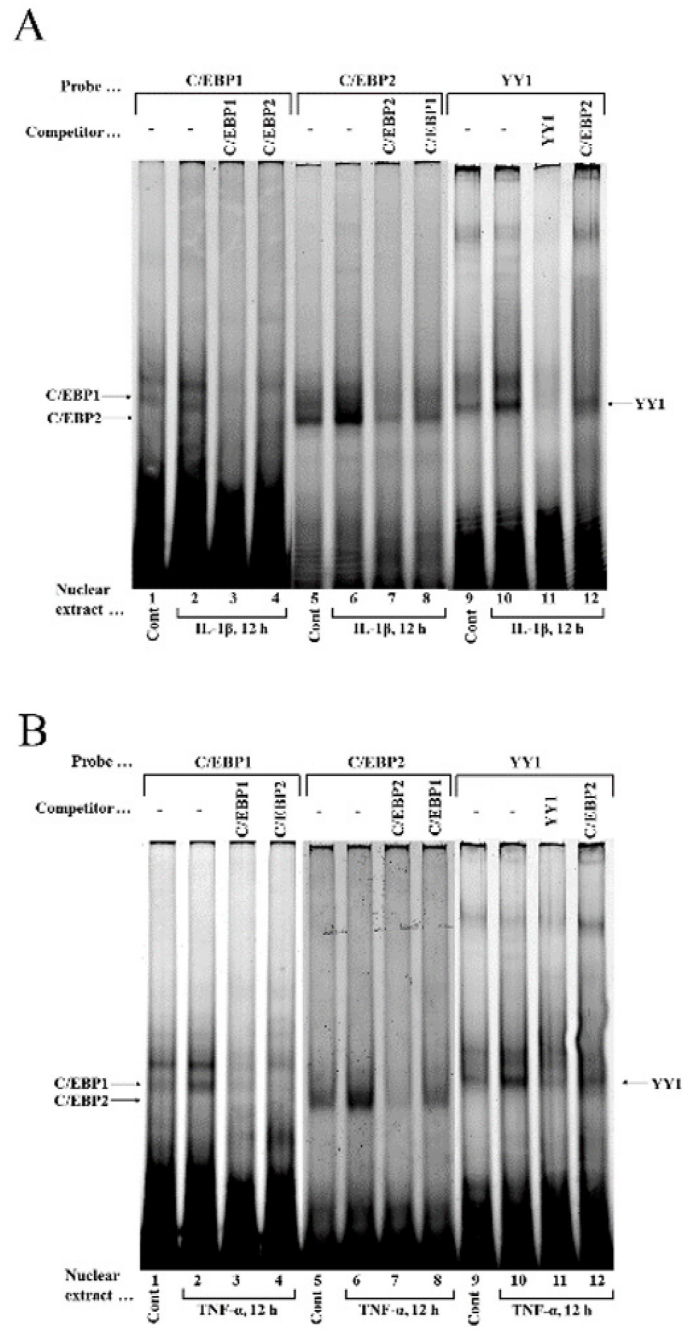 A
Probe ... C/EBP1 C/EBP2 YY1
Competitor ... - - C/EBP1 C/EBP2 - - C/EBP2 C/EBP1 - - YY1 C/EBP2
C/EBP1
YY1
C/EBP2
Nuclear extract ... 1 2 3 4 5 6 7 8 9 10 11 12
Cont IL-1β, 12 h Cont IL-1β, 12 h Cont IL-1β, 12 h
B
Probe ... C/EBP1 C/EBP2 YY1
Competitor ... - - C/EBP1 C/EBP2 - - C/EBP2 C/EBP1 - - YY1 C/EBP2
C/EBP1
YY1
C/EBP2
Nuclear extract ... 1 2 3 4 5 6 7 8 9 10 11 12
Cont TNF-α, 12 h Cont TNF-α, 12 h Cont TNF-α, 12 h